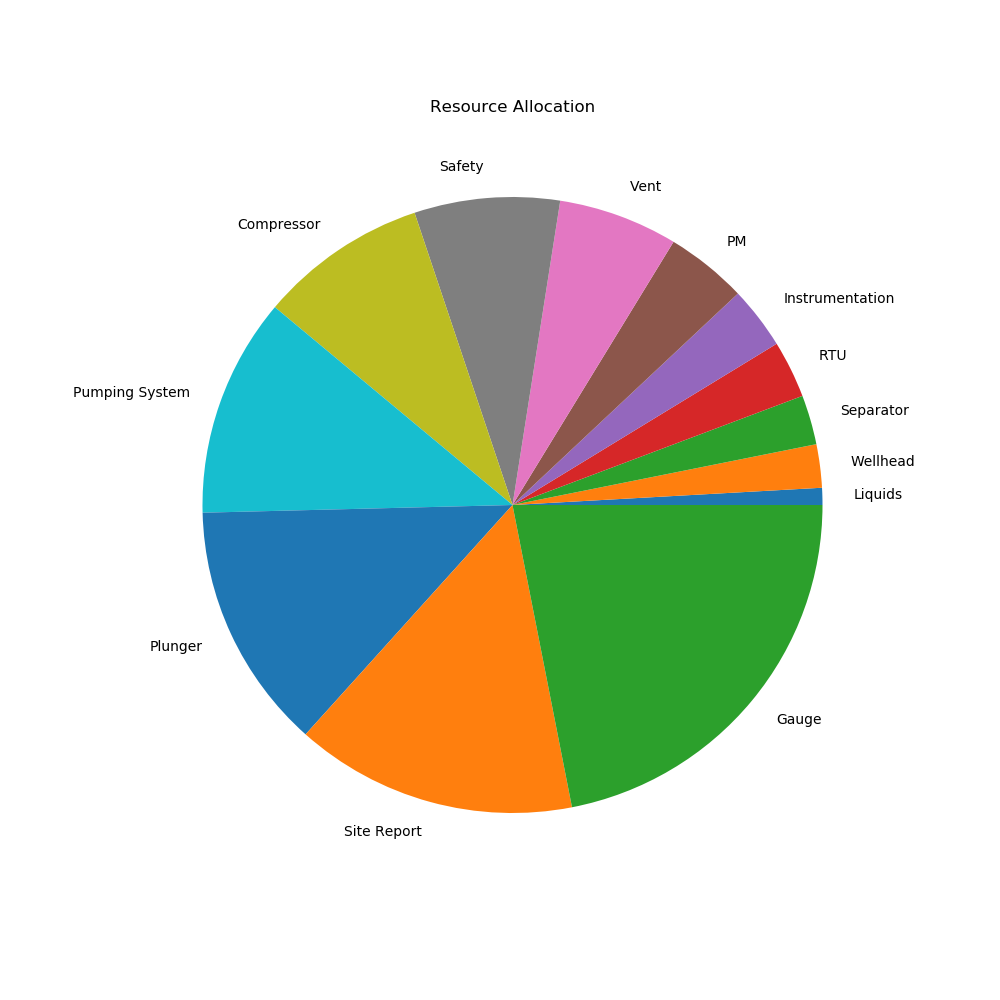 Resource Allocation
Safety
Vent
Compressor
PM
Instrumentation
RTU
Pumping System
Separator
Wellhead
Liquids
Plunger
Gauge
Site Report